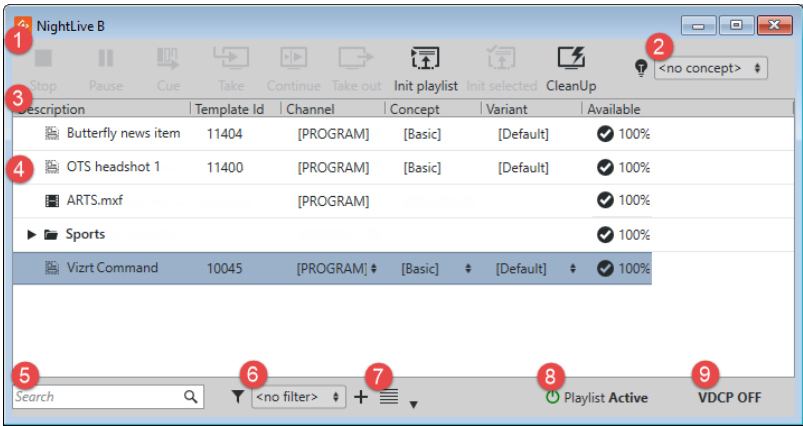 NightLive B
1
2
Stop Pause Cue Take Continue Take out Init playlist Init selected CleanUp
<no concept>
3
Description Template Id Channel Concept Variant Available
Butterfly news item 11404 [PROGRAM] [Basic] [Default] 100%
4 OTS headshot 1 11400 [PROGRAM] [Basic] [Default] 100%
ARTS.mxf [PROGRAM] 100%
Sports 100%
Vizrt Command 10045 [PROGRAM] [Basic] [Default] 100%
5 6 7 8 9
Search <no filter> Playlist Active VDCP OFF